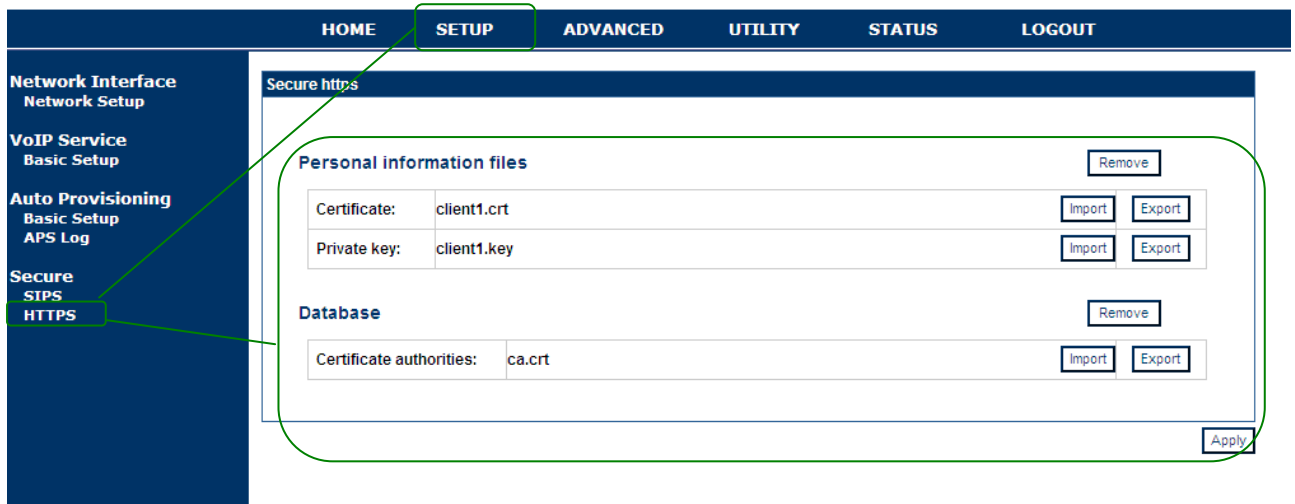 HOME SETUP ADVANCED UTILITY STATUS LOGOUT
Network Interface
Network Setup
VoIP Service
Basic Setup
Auto Provisioning
Basic Setup
APS Log
Secure
SIPS
HTTPS
Secure https
Personal information files Remove
Certificate: client1.crt Import Export
Private key: client1.key Import Export
Database Remove
Certificate authorities: ca.crt Import Export
Apply